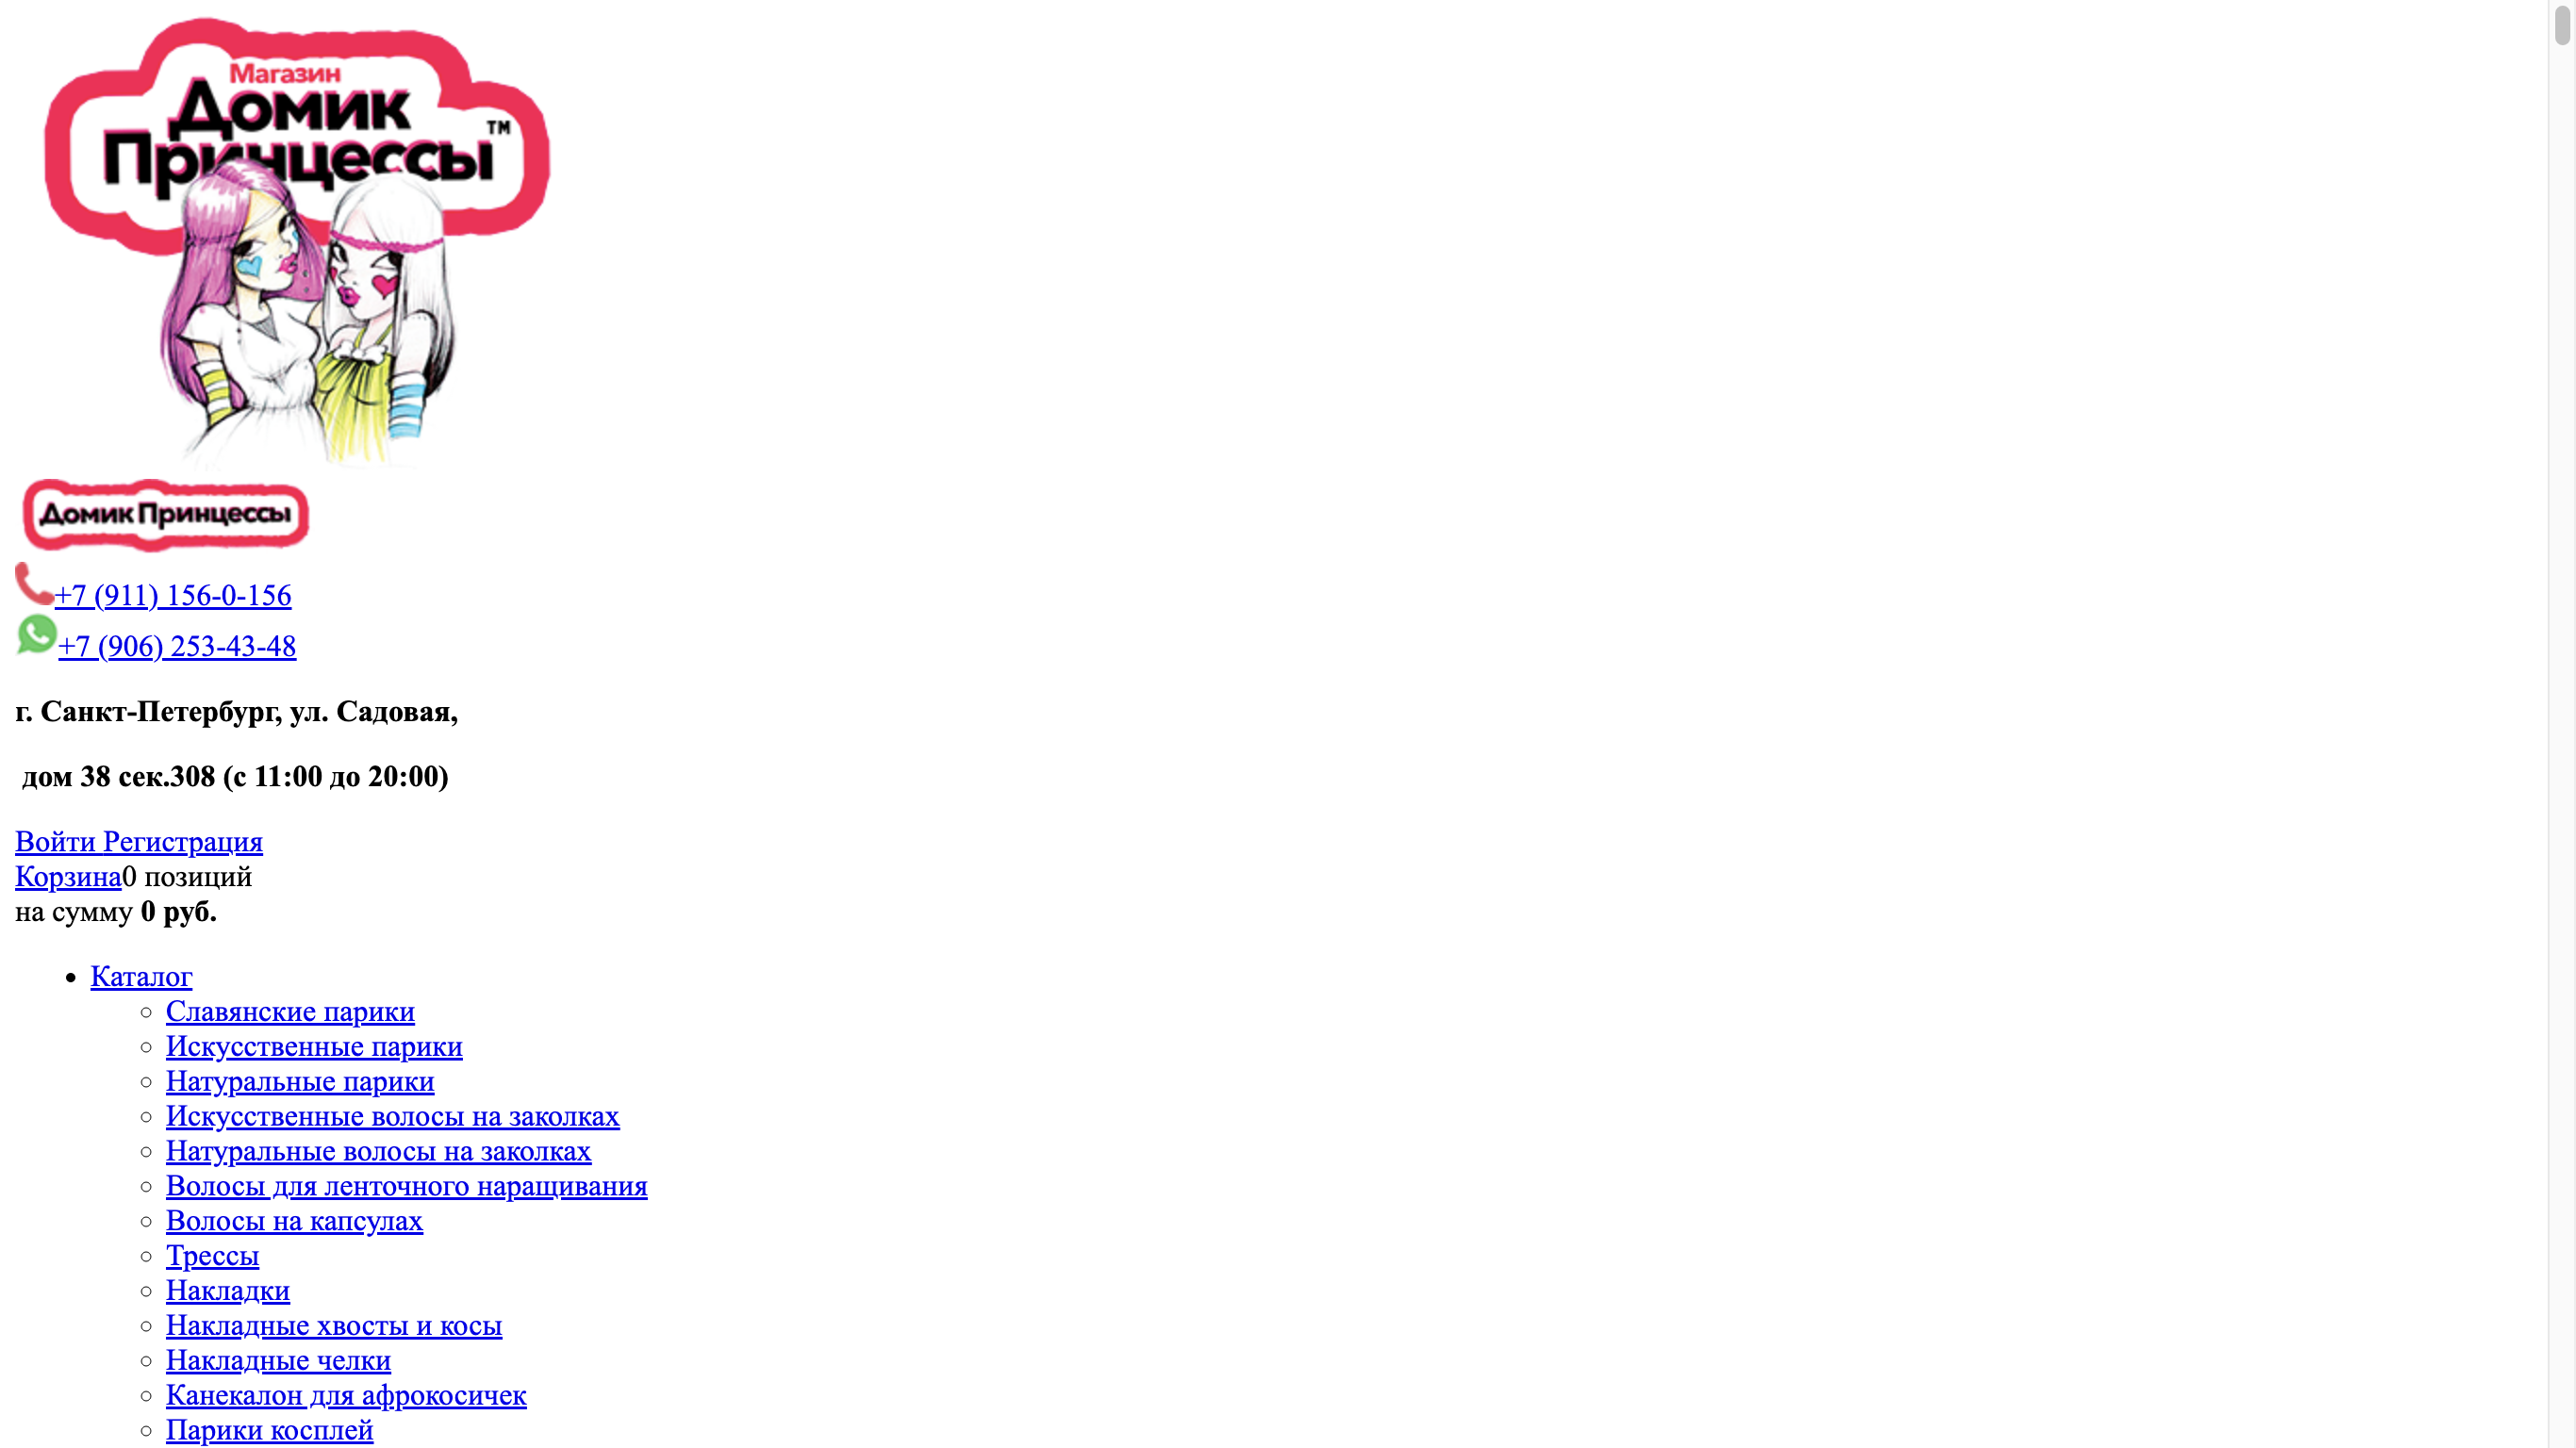 Магазин
Домик
Принцессы™
Домик Принцессы
+7 (911) 156-0-156
+7 (906) 253-43-48
г. Санкт-Петербург, ул. Садовая,
дом 38 сек.308 (с 11:00 до 20:00)
Войти Регистрация
Корзина0 позиций
на сумму 0 руб.
Каталог
Славянские парики
Искусственные парики
Натуральные парики
Искусственные волосы на заколках
Натуральные волосы на заколках
Волосы для ленточного наращивания
Волосы на капсулах
Трессы
Накладки
Накладные хвосты и косы
Накладные челки
Канекалон для афрокосичек
Парики косплей